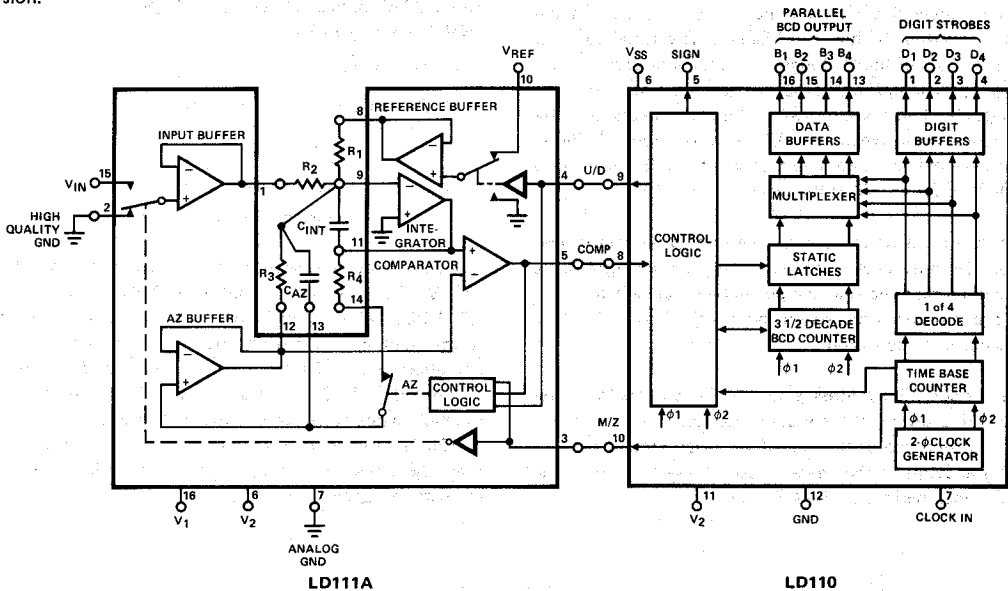 sion.
PARALLEL
BCD OUTPUT
DIGIT STROBES
B1 B2 B3 B4
16 15 14 13
D1 D2 D3 D4
1 2 3 4
VSS
6
SIGN
5
VREF
10
REFERENCE BUFFER
8
R1
INPUT BUFFER
−
+
15
VIN
2
HIGH
QUALITY
GND
1
R2
9
−
+
−
+
CINT
INTE-
GRATOR
11
COMPARATOR
+
−
R3
CAZ
R4
14
12
13
AZ BUFFER
−
+
AZ
CONTROL
LOGIC
4
U/D
9
5
COMP
8
3
M/Z
10
CONTROL
LOGIC
ϕ1
ϕ2
DATA
BUFFERS
DIGIT
BUFFERS
MULTIPLEXER
STATIC
LATCHES
3 1/2 DECADE
BCD COUNTER
ϕ1
ϕ2
1 of 4
DECODE
TIME BASE
COUNTER
ϕ1
ϕ2
2-ϕCLOCK
GENERATOR
16
V1
6
V2
7
ANALOG
GND
11
V2
12
GND
7
CLOCK IN
LD111A
LD110